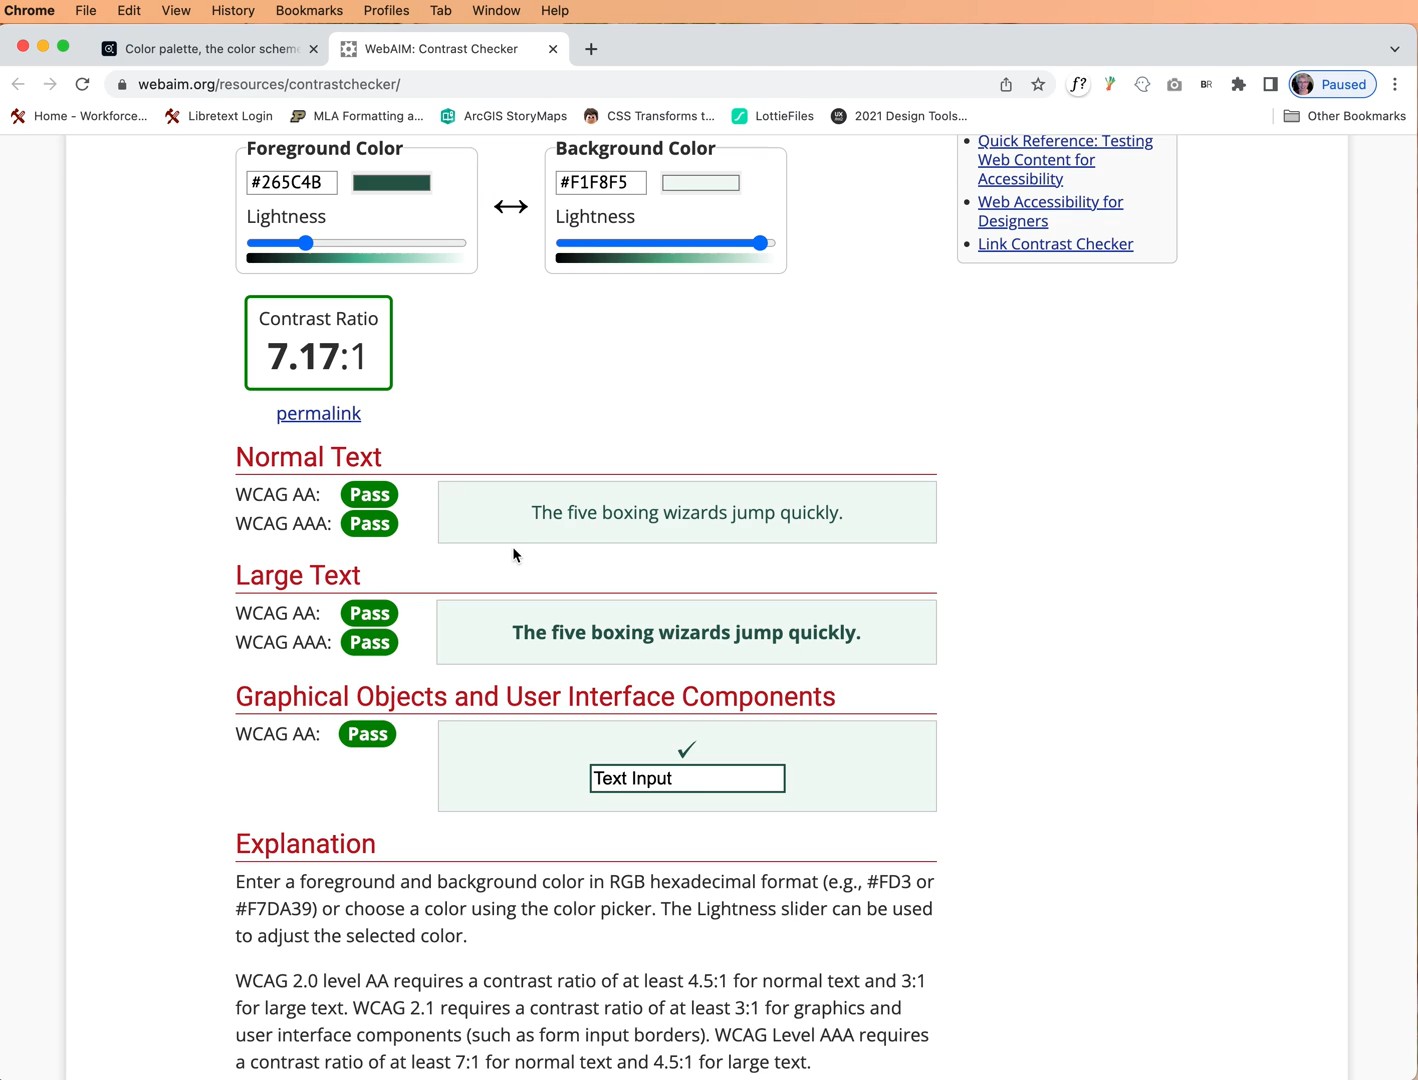 Chrome File Edit View History Bookmarks Profiles Tab Window Help
Color palette, the color scheme
WebAIM: Contrast Checker
webaim.org/resources/contrastchecker/
f?
BR
Paused
Home - Workforce...
Libretext Login
MLA Formatting a...
ArcGIS StoryMaps
CSS Transforms t...
LottieFiles
2021 Design Tools...
Other Bookmarks
Foreground Color
#265C4B
Lightness
Background Color
#F1F8F5
Lightness
Quick Reference: Testing
Web Content for
Accessibility
Web Accessibility for
Designers
Link Contrast Checker
Contrast Ratio
7.17:1
permalink
Normal Text
WCAG AA: Pass
WCAG AAA: Pass
The five boxing wizards jump quickly.
Large Text
WCAG AA: Pass
WCAG AAA: Pass
The five boxing wizards jump quickly.
Graphical Objects and User Interface Components
WCAG AA: Pass
✓
Text Input
Explanation
Enter a foreground and background color in RGB hexadecimal format (e.g., #FD3 or
#F7DA39) or choose a color using the color picker. The Lightness slider can be used
to adjust the selected color.
WCAG 2.0 level AA requires a contrast ratio of at least 4.5:1 for normal text and 3:1
for large text. WCAG 2.1 requires a contrast ratio of at least 3:1 for graphics and
user interface components (such as form input borders). WCAG Level AAA requires
a contrast ratio of at least 7:1 for normal text and 4.5:1 for large text.